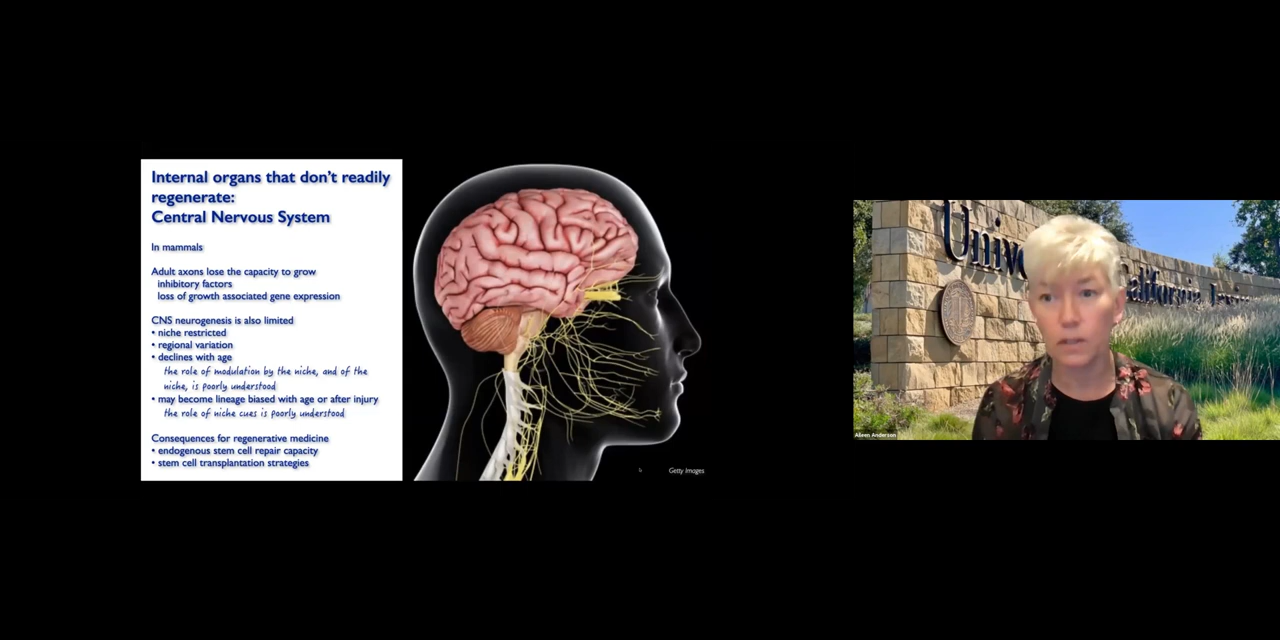 Internal organs that don't readily
regenerate:
Central Nervous System
In mammals
Adult axons lose the capacity to grow
inhibitory factors
loss of growth associated gene expression
CNS neurogenesis is also limited
• niche restricted
• regional variation
• declines with age
the role of modulation by the niche, and of the
niche, is poorly understood
• may become lineage biased with age or after injury
the role of niche cues is poorly understood
Consequences for regenerative medicine
• endogenous stem cell repair capacity
• stem cell transplantation strategies
Getty Images
Aileen Anderson